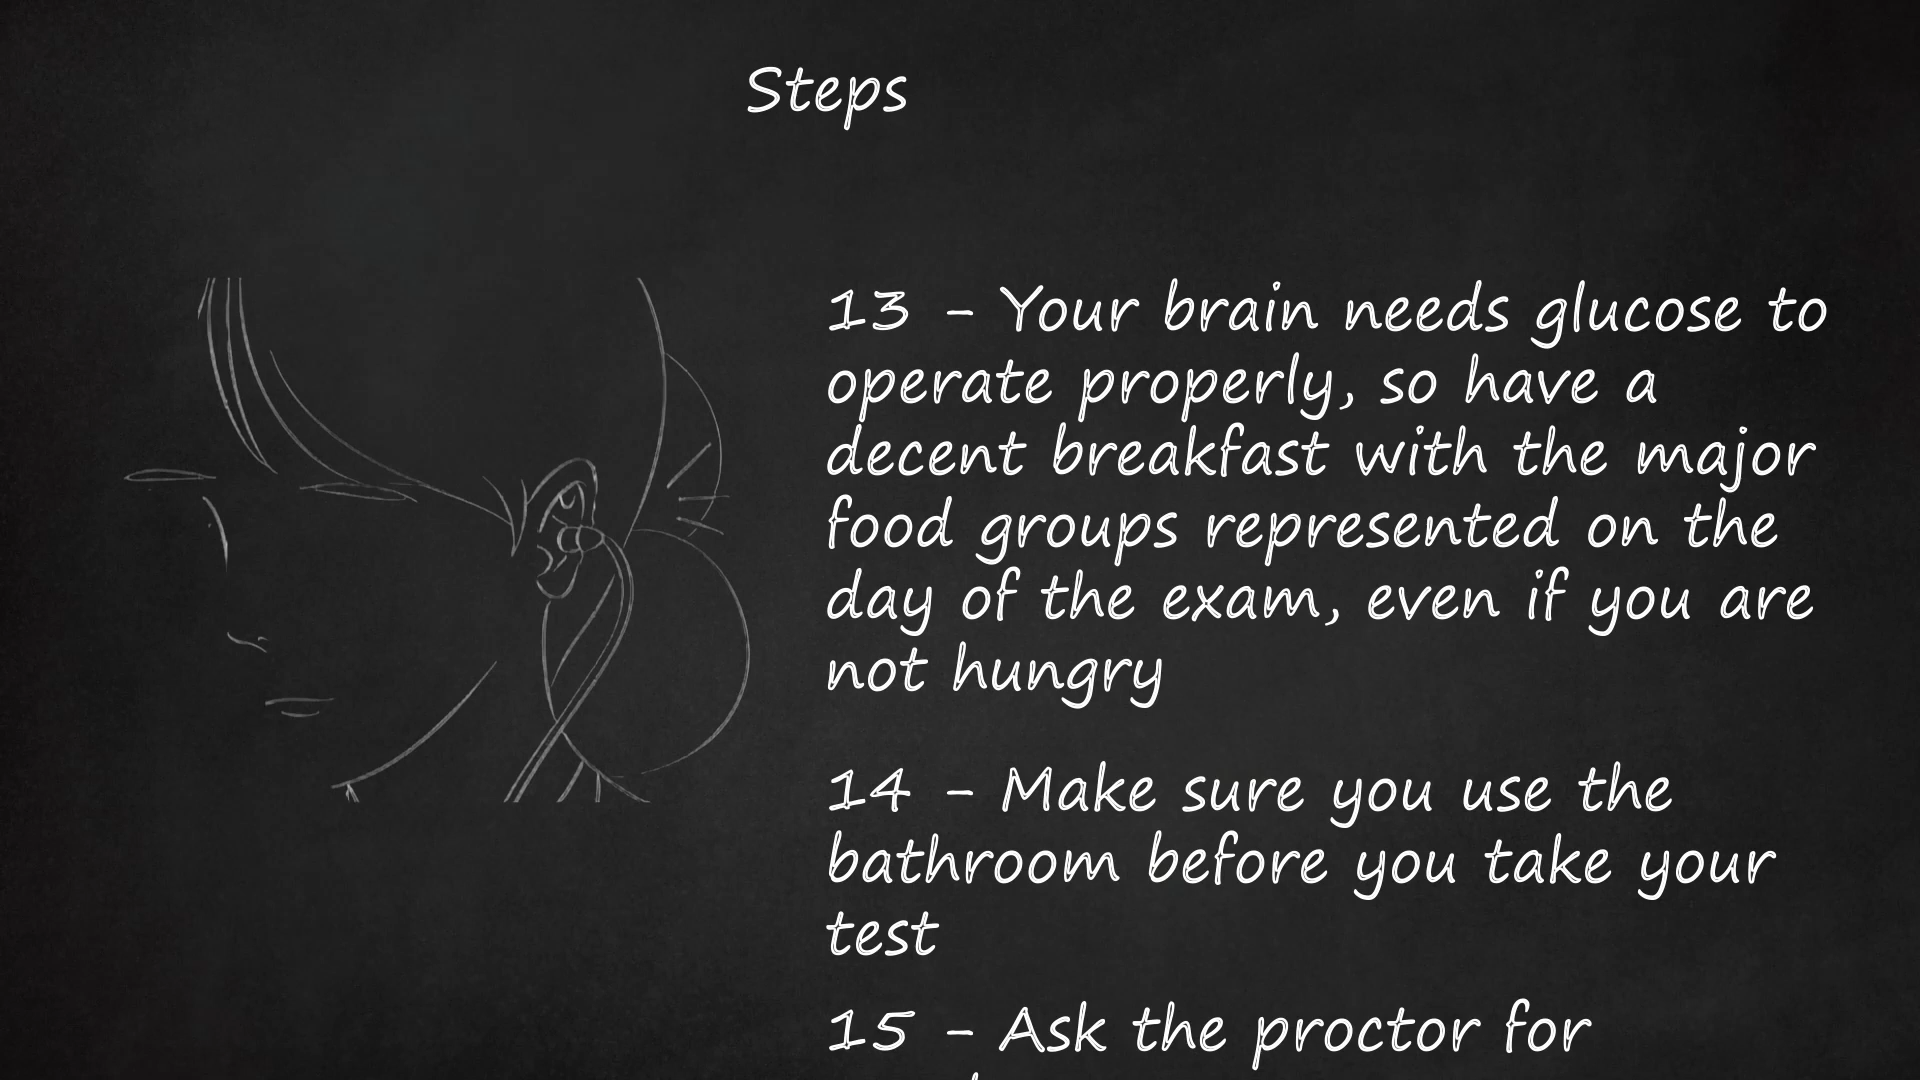 Steps
13 - Your brain needs glucose to
operate properly, so have a
decent breakfast with the major
food groups represented on the
day of the exam, even if you are
not hungry
14 - Make sure you use the
bathroom before you take your
test
15 - Ask the proctor for